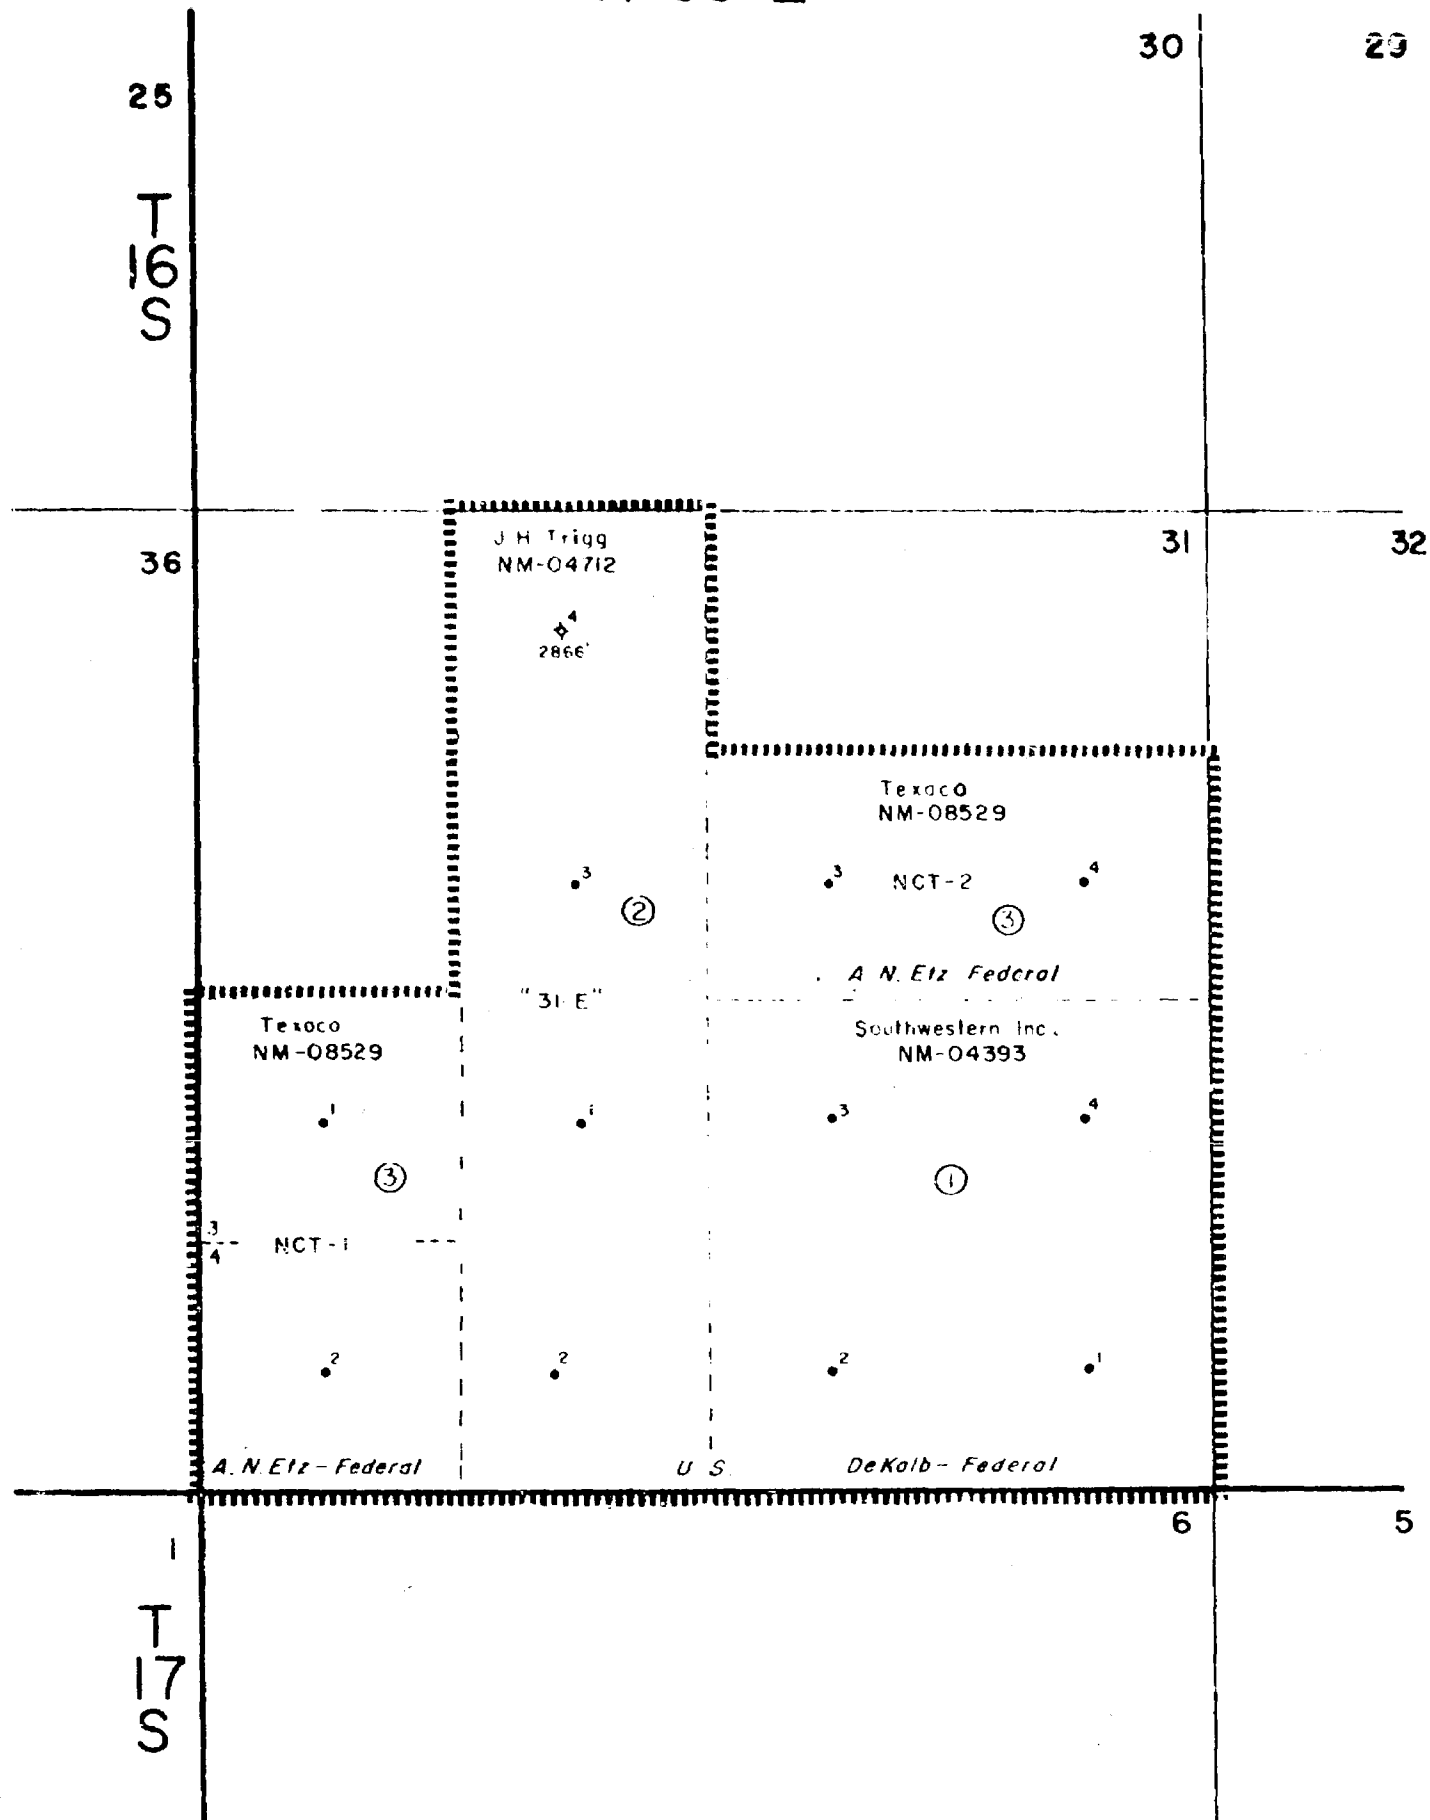 30
29
25
T
16
S
36
31
32
J H Trigg
NM-04712
4
2866'
Texaco
NM-08529
3
3
NCT-2
4
2
3
A N. Etz Federal
"31 E"
Texaco
NM-08529
Southwestern Inc.
NM-04393
1
1
3
4
3
1
3
4
NCT-1
2
2
2
1
A. N. Etz - Federal
U S.
DeKalb - Federal
6
5
1
T
17
S